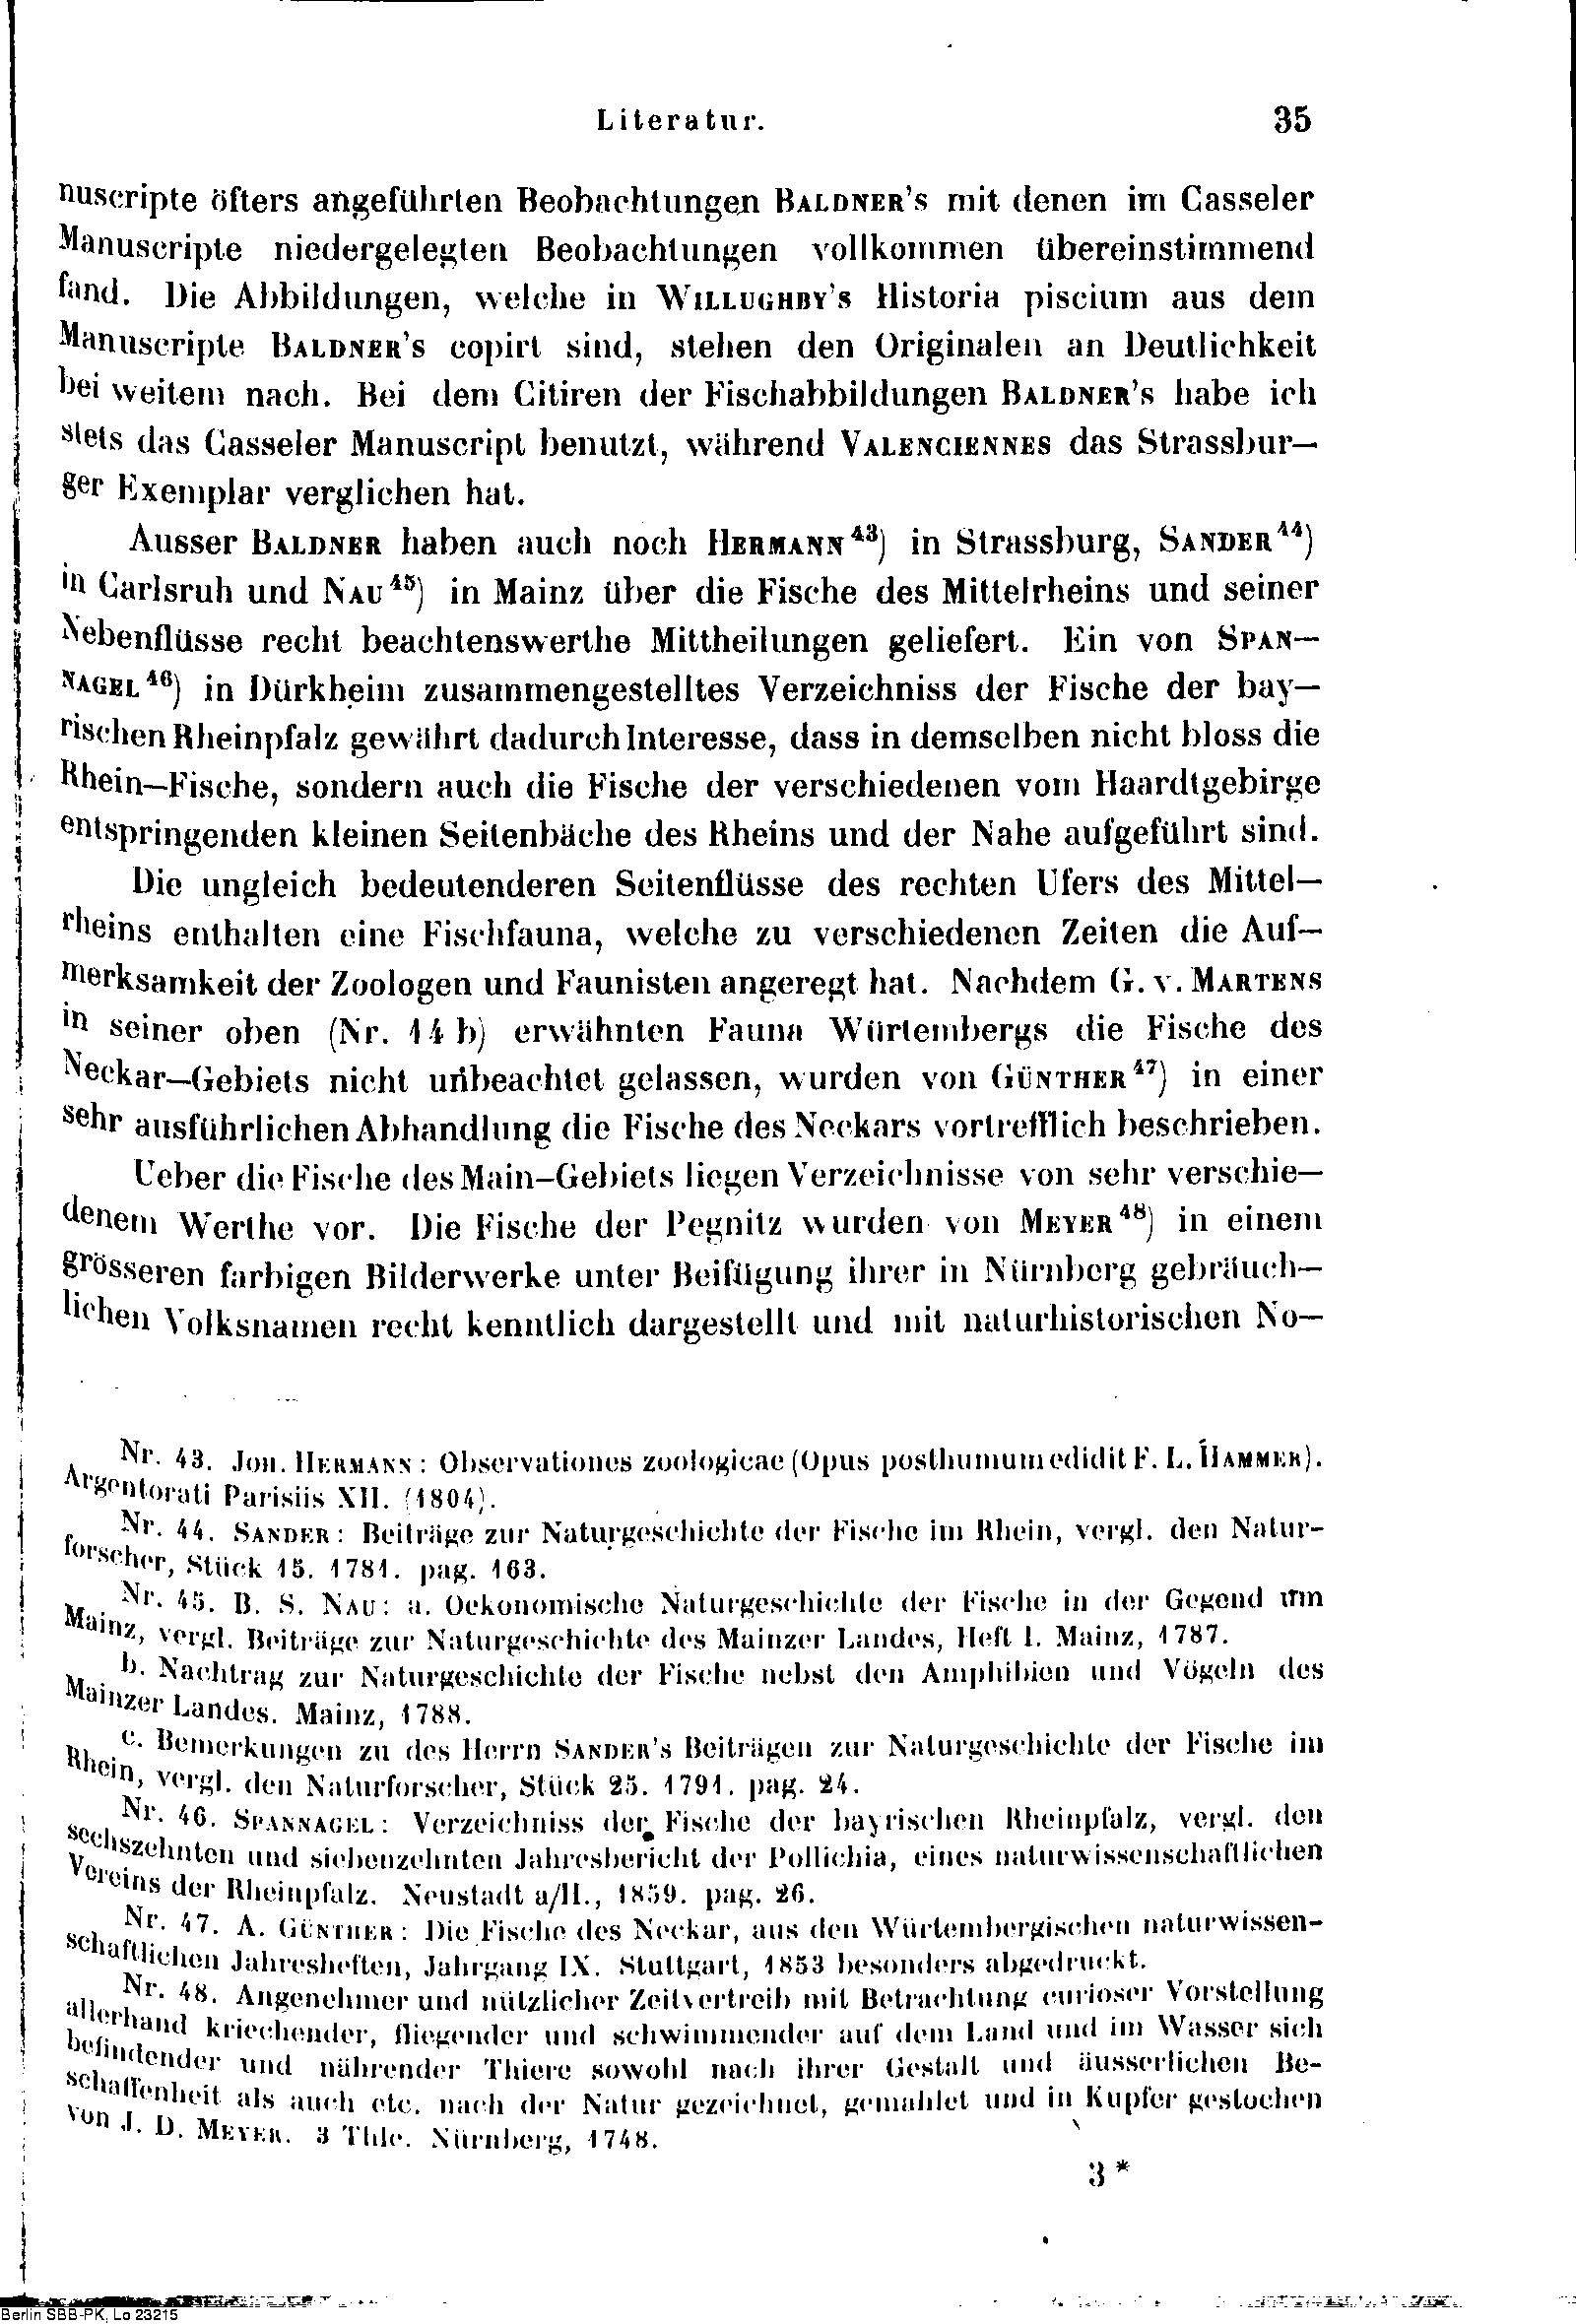 Literatur. 35
nuscripte öfters angeführten Beobachtungen BALDNER's mit denen im Casseler
Manuscripte niedergelegten Beobachtungen vollkommen übereinstimmend
fand. Die Abbildungen, welche in WILLUGHBY's Historia piscium aus dem
Manuscripte BALDNER's copirt sind, stehen den Originalen an Deutlichkeit
bei weitem nach. Bei dem Citiren der Fischabbildungen BALDNER's habe ich
stets das Casseler Manuscript benutzt, während VALENCIENNES das Strassbur-
ger Exemplar verglichen hat.
Ausser BALDNER haben auch noch HERMANN 43) in Strassburg, SANDER 44)
in Carlsruh und NAU 45) in Mainz über die Fische des Mittelrheins und seiner
Nebenflüsse recht beachtenswerthe Mittheilungen geliefert. Ein von SPAN-
NAGEL 46) in Dürkheim zusammengestelltes Verzeichniss der Fische der bay-
rischen Rheinpfalz gewährt dadurch Interesse, dass in demselben nicht bloss die
Rhein-Fische, sondern auch die Fische der verschiedenen vom Haardtgebirge
entspringenden kleinen Seitenbäche des Rheins und der Nahe aufgeführt sind.
Die ungleich bedeutenderen Seitenflüsse des rechten Ufers des Mittel-
rheins enthalten eine Fischfauna, welche zu verschiedenen Zeiten die Auf-
merksamkeit der Zoologen und Faunisten angeregt hat. Nachdem G. v. MARTENS
in seiner oben (Nr. 14 b) erwähnten Fauna Würtembergs die Fische des
Neckar-Gebiets nicht unbeachtet gelassen, wurden von GÜNTHER 47) in einer
sehr ausführlichen Abhandlung die Fische des Neckars vortrefflich beschrieben.
Ueber die Fische des Main-Gebiets liegen Verzeichnisse von sehr verschie-
denem Werthe vor. Die Fische der Pegnitz wurden von MEYER 48) in einem
grösseren farbigen Bilderwerke unter Beifügung ihrer in Nürnberg gebräuch-
lichen Volksnamen recht kenntlich dargestellt und mit naturhistorischen No-
Nr. 43. JOH. HERMANN: Observationes zoologicae (Opus posthumum edidit F. L. HAMMER).
Argentorati Parisiis XII. (1804).
Nr. 44. SANDER: Beiträge zur Naturgeschichte der Fische im Rhein, vergl. den Natur-
forscher, Stück 15. 1781. pag. 163.
Nr. 45. B. S. NAU: a. Oekonomische Naturgeschichte der Fische in der Gegend um
Mainz, vergl. Beiträge zur Naturgeschichte des Mainzer Landes, Heft I. Mainz, 1787.
b. Nachtrag zur Naturgeschichte der Fische nebst den Amphibien und Vögeln des
Mainzer Landes. Mainz, 1788.
c. Bemerkungen zu des Herrn SANDER's Beiträgen zur Naturgeschichte der Fische im
Rhein, vergl. den Naturforscher, Stück 25. 1791. pag. 24.
Nr. 46. SPANNAGEL: Verzeichniss der Fische der bayrischen Rheinpfalz, vergl. den
sechszehnten und siebenzehnten Jahresbericht der Pollichia, eines naturwissenschaftlichen
Vereins der Rheinpfalz. Neustadt a/H., 1859. pag. 26.
Nr. 47. A. GÜNTHER: Die Fische des Neckar, aus den Würtembergischen naturwissen-
schaftlichen Jahresheften, Jahrgang IX. Stuttgart, 1853 besonders abgedruckt.
Nr. 48. Angenehmer und nützlicher Zeitvertreib mit Betrachtung curioser Vorstellung
allerhand kriechender, fliegender und schwimmender auf dem Land und im Wasser sich
befindender und nährender Thiere sowohl nach ihrer Gestalt und äusserlichen Be-
schaffenheit als auch etc. nach der Natur gezeichnet, gemahlet und in Kupfer gestochen
von J. D. MEYER. 3 Thle. Nürnberg, 1748.
3*
Berlin SBB-PK, Lo 23215